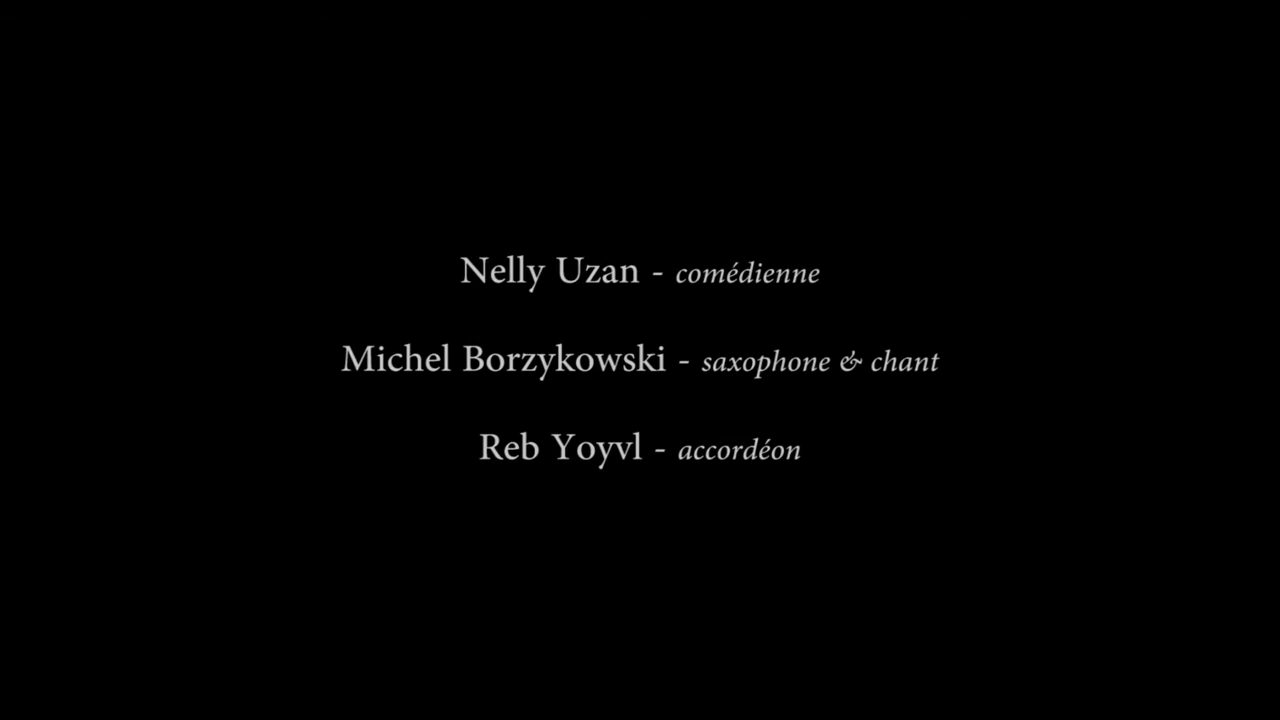 Nelly Uzan - comédienne
Michel Borzykowski - saxophone & chant
Reb Yoyvl - accordéon